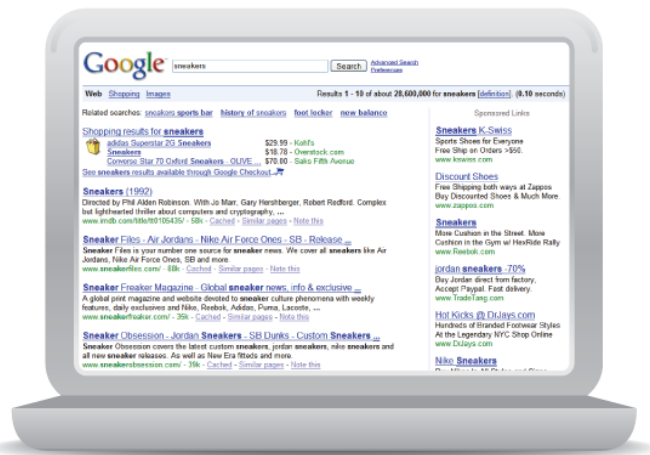 Google sneakers Search Advanced Search
Preferences
Web Shopping Images Results 1 - 10 of about 28,600,000 for sneakers [definition]. (0.10 seconds)
Related searches: sneakers sports bar history of sneakers foot locker new balance
Shopping results for sneakers
adidas Superstar 2G Sneakers $29.99 - Kohl's
Sneakers $18.78 - Overstock.com
Converse Star 70 Oxford Sneakers - OLIVE ... $70.00 - Saks Fifth Avenue
See sneakers results available through Google Checkout
Sneakers (1992)
Directed by Phil Alden Robinson. With Jo Marr, Gary Hershberger, Robert Redford. Complex
but lighthearted thriller about computers and cryptography, ...
www.imdb.com/title/tt0105435/ - 58k - Cached - Similar pages - Note this
Sneaker Files - Air Jordans - Nike Air Force Ones - SB - Release ...
Sneaker Files is your number one source for sneaker news. We cover all sneakers like Air
Jordans, Nike Air Force Ones, SB and more.
www.sneakerfiles.com/ - 88k - Cached - Similar pages - Note this
Sneaker Freaker Magazine - Global sneaker news, info & exclusive ...
A global print magazine and website devoted to sneaker culture phenomena with weekly
features, daily exclusives and Nike, Reebok, Adidas, Puma, Lacoste, ...
www.sneakerfreaker.com/ - 35k - Cached - Similar pages - Note this
Sneaker Obsession - Jordan Sneakers - SB Dunks - Custom Sneakers ...
Sneaker Obsession covers the latest custom sneakers, jordan sneakers, nike sneakers and
all new sneaker releases. As well as New Era fitteds and more.
www.sneakerobsession.com/ - 39k - Cached - Similar pages - Note this
Sponsored Links
Sneakers K-Swiss
Sports Shoes for Everyone
Free Ship on Orders >$50.
www.kswiss.com
Discount Shoes
Free Shipping both ways at Zappos
Buy Discounted Shoes & Much More.
www.zappos.com
Sneakers
More Cushion in the Street. More
Cushion in the Gym w/ HexRide Rally
www.Reebok.com
jordan sneakers -70%
Buy Jordan direct from factory,
Accept Paypal. Fast delivery.
www.TradeTang.com
Hot Kicks @ DrJays.com
Hundreds of Branded Footwear Styles
At the Legendary NYC Shop Online
www.DrJays.com
Nike Sneakers